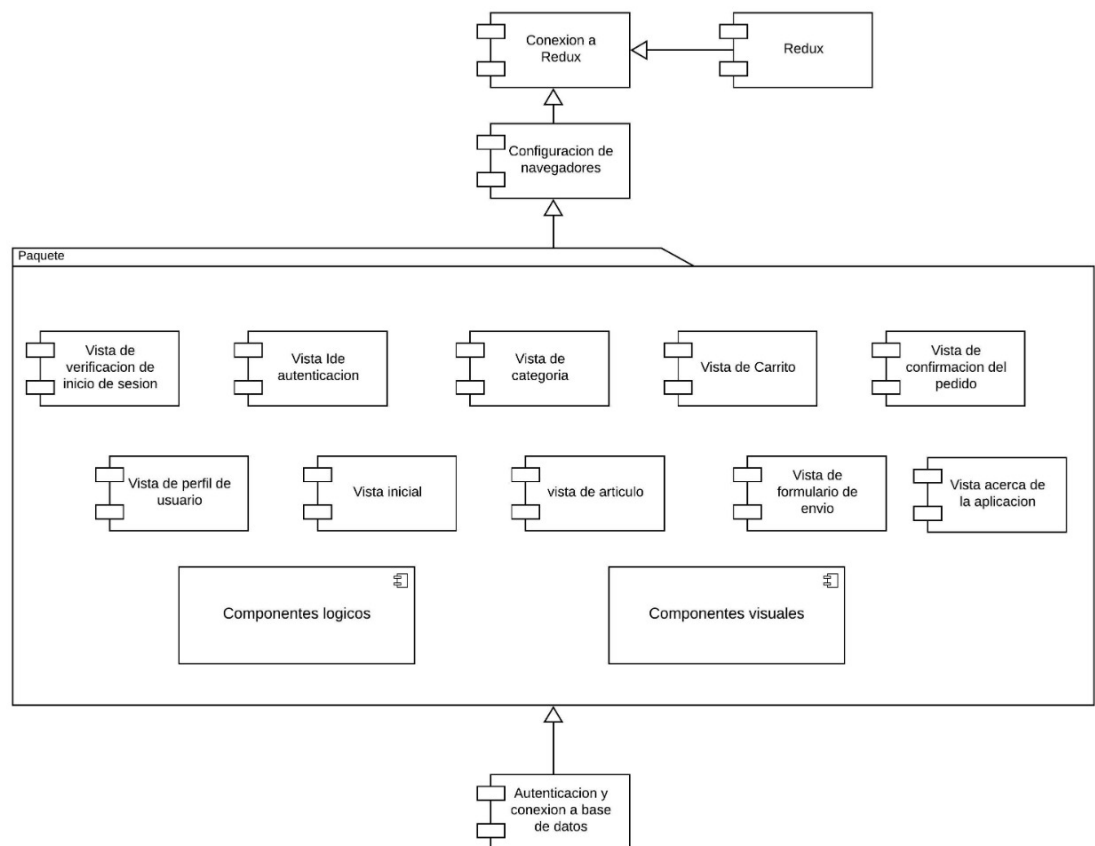 Conexion a
Redux
Redux
Configuracion de
navegadores
Paquete
Vista de
verificacion de
inicio de sesion
Vista Ide
autenticacion
Vista de
categoria
Vista de Carrito
Vista de
confirmacion del
pedido
Vista de perfil de
usuario
Vista inicial
vista de articulo
Vista de
formulario de
envio
Vista acerca de
la aplicacion
Componentes logicos
Componentes visuales
Autenticacion y
conexion a base
de datos